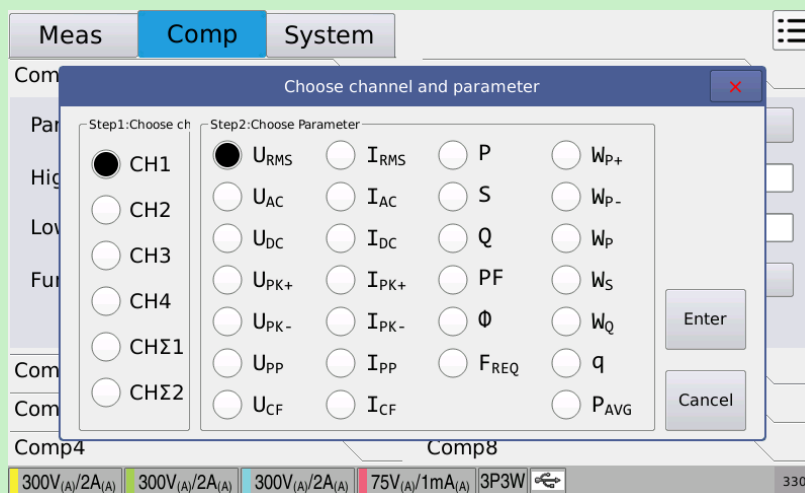 Meas Comp System
Com
Choose channel and parameter
Par
Step1:Choose ch
Step2:Choose Parameter
CH1
CH2
CH3
CH4
CHΣ1
CHΣ2
URMS IRMS P WP+
UAC IAC S WP-
UDC IDC Q WP
UPK+ IPK+ PF WS
UPK- IPK- Φ WQ
UPP IPP FREQ q
UCF ICF PAVG
Hig
Lov
Fur
Enter
Cancel
Com
Com
Comp4 Comp8
300V(A)/2A(A) 300V(A)/2A(A) 300V(A)/2A(A) 75V(A)/1mA(A) 3P3W 330